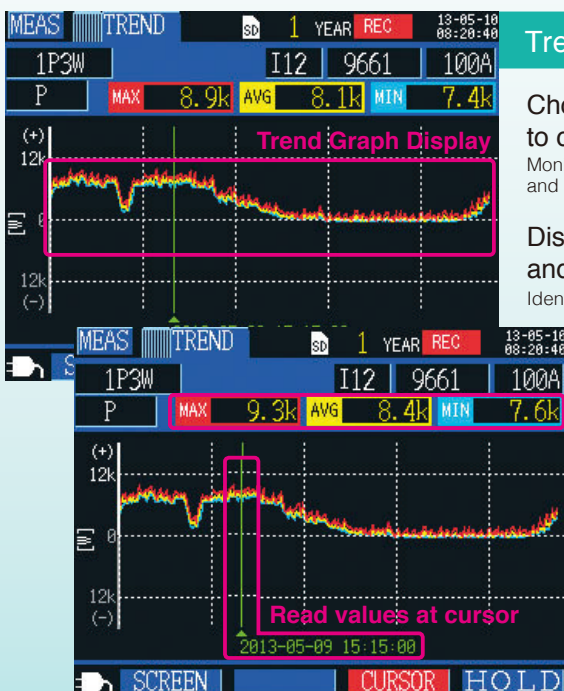 MEAS TREND SD 1 YEAR REC 13-05-10 08:20:40
1P3W I12 9661 100A
P MAX 8.9k AVG 8.1k MIN 7.4k
Trend Graph Display
(+)
12k
0
12k
(-)
Tre
Che
to c
Mon
and
Dis
and
Iden
MEAS TREND SD 1 YEAR REC 13-05-10 08:20:40
1P3W I12 9661 100A
P MAX 9.3k AVG 8.4k MIN 7.6k
(+)
12k
0
12k
(-)
Read values at cursor
2013-05-09 15:15:00
SCREEN CURSOR HOLD